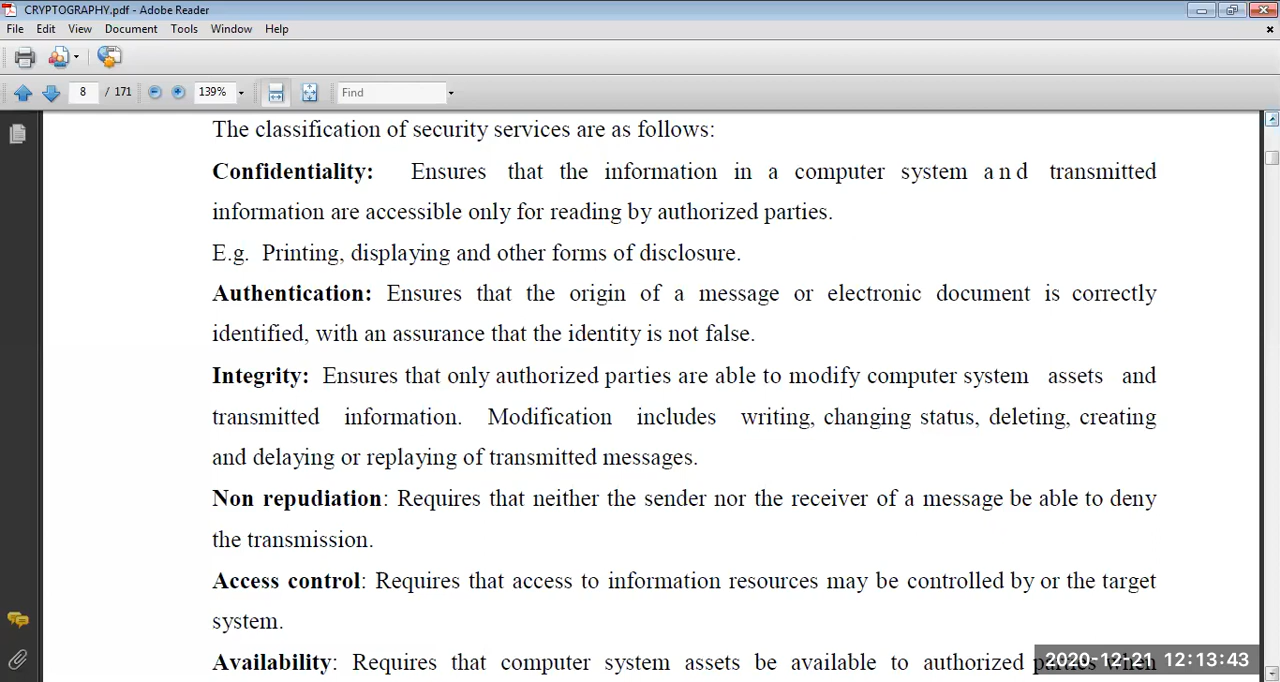 CRYPTOGRAPHY.pdf - Adobe Reader
File Edit View Document Tools Window Help
8 / 171 139% Find
The classification of security services are as follows:
Confidentiality: Ensures that the information in a computer system a n d transmitted
information are accessible only for reading by authorized parties.
E.g. Printing, displaying and other forms of disclosure.
Authentication: Ensures that the origin of a message or electronic document is correctly
identified, with an assurance that the identity is not false.
Integrity: Ensures that only authorized parties are able to modify computer system assets and
transmitted information. Modification includes writing, changing status, deleting, creating
and delaying or replaying of transmitted messages.
Non repudiation: Requires that neither the sender nor the receiver of a message be able to deny
the transmission.
Access control: Requires that access to information resources may be controlled by or the target
system.
Availability: Requires that computer system assets be available to authorized parties when
2020-12-21 12:13:43